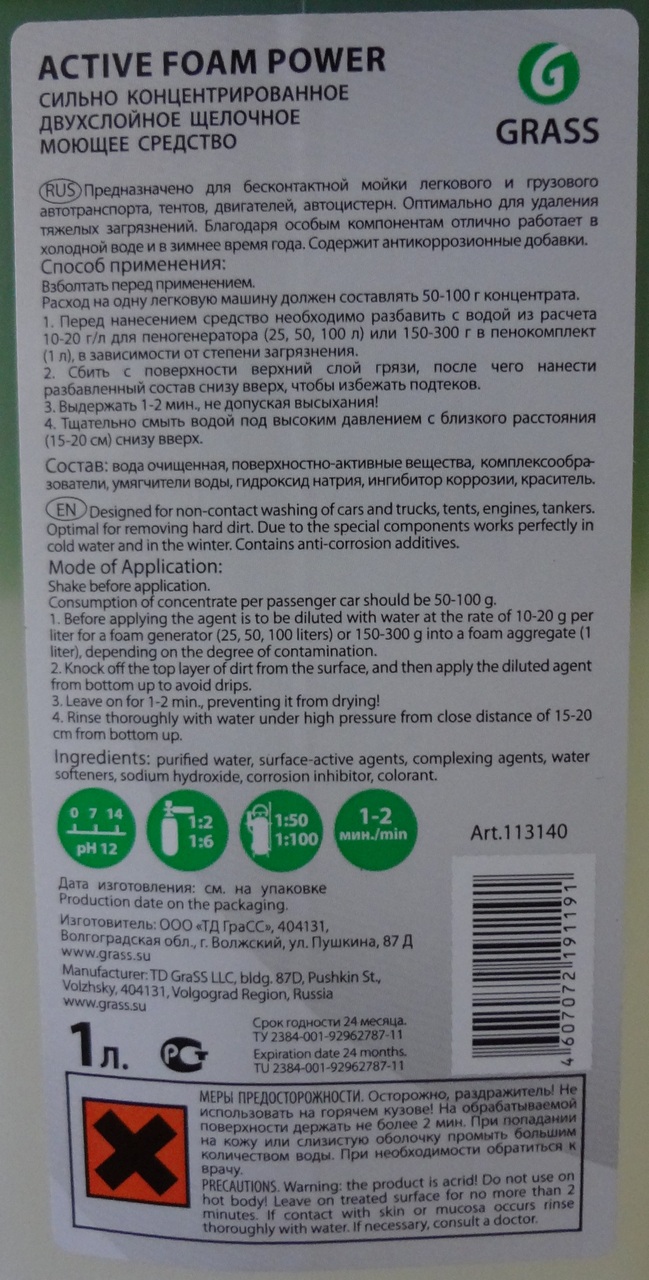 ACTIVE FOAM POWER
СИЛЬНО КОНЦЕНТРИРОВАННОЕ
ДВУХСЛОЙНОЕ ЩЕЛОЧНОЕ
МОЮЩЕЕ СРЕДСТВО
G
GRASS
RUS Предназначено для бесконтактной мойки легкового и грузового
автотранспорта, тентов, двигателей, автоцистерн. Оптимально для удаления
тяжелых загрязнений. Благодаря особым компонентам отлично работает в
холодной воде и в зимнее время года. Содержит антикоррозионные добавки.
Способ применения:
Взболтать перед применением.
Расход на одну легковую машину должен составлять 50-100 г концентрата.
1. Перед нанесением средство необходимо разбавить с водой из расчета
10-20 г/л для пеногенератора (25, 50, 100 л) или 150-300 г в пенокомплект
(1 л), в зависимости от степени загрязнения.
2. Сбить с поверхности верхний слой грязи, после чего нанести
разбавленный состав снизу вверх, чтобы избежать подтеков.
3. Выдержать 1-2 мин., не допуская высыхания!
4. Тщательно смыть водой под высоким давлением с близкого расстояния
(15-20 см) снизу вверх.
Состав: вода очищенная, поверхностно-активные вещества, комплексообра-
зователи, умягчители воды, гидроксид натрия, ингибитор коррозии, краситель.
EN Designed for non-contact washing of cars and trucks, tents, engines, tankers.
Optimal for removing hard dirt. Due to the special components works perfectly in
cold water and in the winter. Contains anti-corrosion additives.
Mode of Application:
Shake before application.
Consumption of concentrate per passenger car should be 50-100 g.
1. Before applying the agent is to be diluted with water at the rate of 10-20 g per
liter for a foam generator (25, 50, 100 liters) or 150-300 g into a foam aggregate (1
liter), depending on the degree of contamination.
2. Knock off the top layer of dirt from the surface, and then apply the diluted agent
from bottom up to avoid drips.
3. Leave on for 1-2 min., preventing it from drying!
4. Rinse thoroughly with water under high pressure from close distance of 15-20
cm from bottom up.
Ingredients: purified water, surface-active agents, complexing agents, water
softeners, sodium hydroxide, corrosion inhibitor, colorant.
0 7 14
pH 12
1:2
1:6
1:50
1:100
1-2
мин./min
Art.113140
Дата изготовления: см. на упаковке
Production date on the packaging.
Изготовитель: ООО «ТД ГраСС», 404131,
Волгоградская обл., г. Волжский, ул. Пушкина, 87 Д
www.grass.su
Manufacturer: TD GraSS LLC, bldg. 87D, Pushkin St.,
Volzhsky, 404131, Volgograd Region, Russia
www.grass.su
4 607072 191191
1л.
РСТ
Срок годности 24 месяца.
ТУ 2384-001-92962787-11
Expiration date 24 months.
TU 2384-001-92962787-11
МЕРЫ ПРЕДОСТОРОЖНОСТИ. Осторожно, раздражитель! Не
использовать на горячем кузове! На обрабатываемой
поверхности держать не более 2 мин. При попадании
на кожу или слизистую оболочку промыть большим
количеством воды. При необходимости обратиться к
врачу.
PRECAUTIONS. Warning: the product is acrid! Do not use on
hot body! Leave on treated surface for no more than 2
minutes. If contact with skin or mucosa occurs rinse
thoroughly with water. If necessary, consult a doctor.